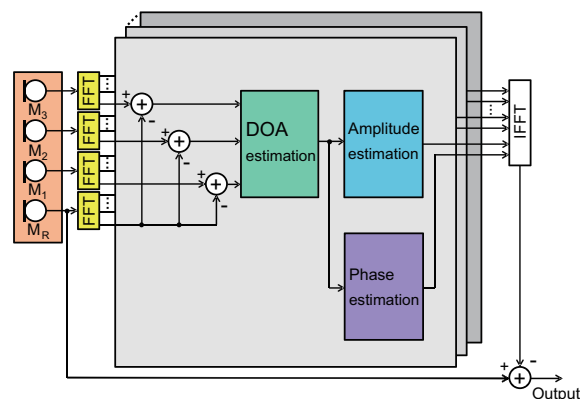 M3
M2
M1
MR
FFT
FFT
FFT
FFT
+
-
+
-
+
-
DOA
estimation
Amplitude
estimation
Phase
estimation
IFFT
+
-
Output